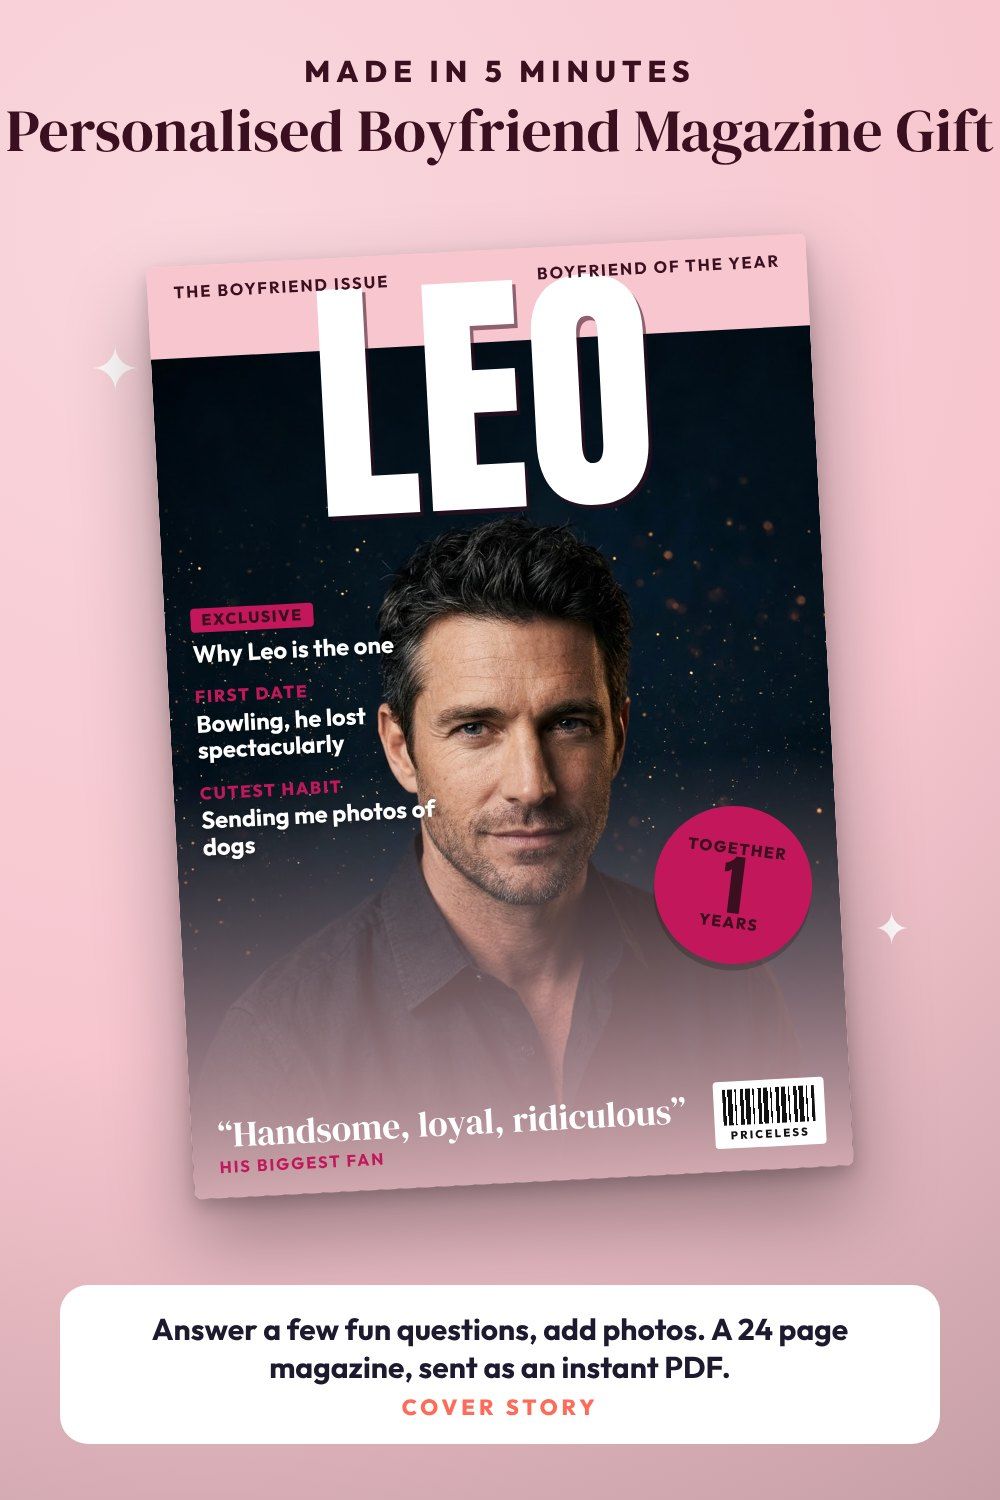 MADE IN 5 MINUTES
Personalised Boyfriend Magazine Gift
THE BOYFRIEND ISSUE
BOYFRIEND OF THE YEAR
LEO
EXCLUSIVE
Why Leo is the one
FIRST DATE
Bowling, he lost
spectacularly
CUTEST HABIT
Sending me photos of
dogs
TOGETHER
1
YEARS
“Handsome, loyal, ridiculous”
HIS BIGGEST FAN
PRICELESS
Answer a few fun questions, add photos. A 24 page
magazine, sent as an instant PDF.
COVER STORY